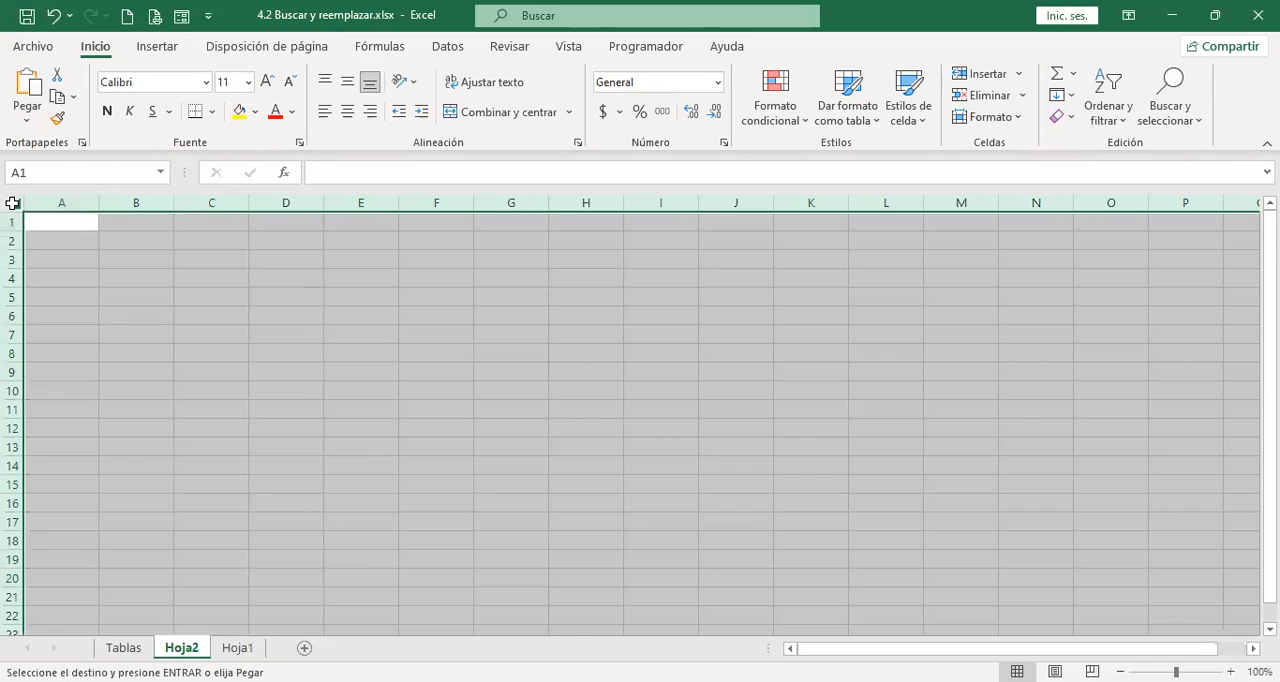 4.2 Buscar y reemplazar.xlsx - Excel
Buscar
Inic. ses.
Archivo Inicio Insertar Disposición de página Fórmulas Datos Revisar Vista Programador Ayuda
Compartir
Pegar
Calibri 11
N K S
Ajustar texto
Combinar y centrar
General
$ % 000
Formato condicional
Dar formato como tabla
Estilos de celda
Insertar
Eliminar
Formato
Ordenar y filtrar
Buscar y seleccionar
Portapapeles Fuente Alineación Número Estilos Celdas Edición
A1
fx
A B C D E F G H I J K L M N O P
1
2
3
4
5
6
7
8
9
10
11
12
13
14
15
16
17
18
19
20
21
22
23
Tablas Hoja2 Hoja1
Seleccione el destino y presione ENTRAR o elija Pegar
100%